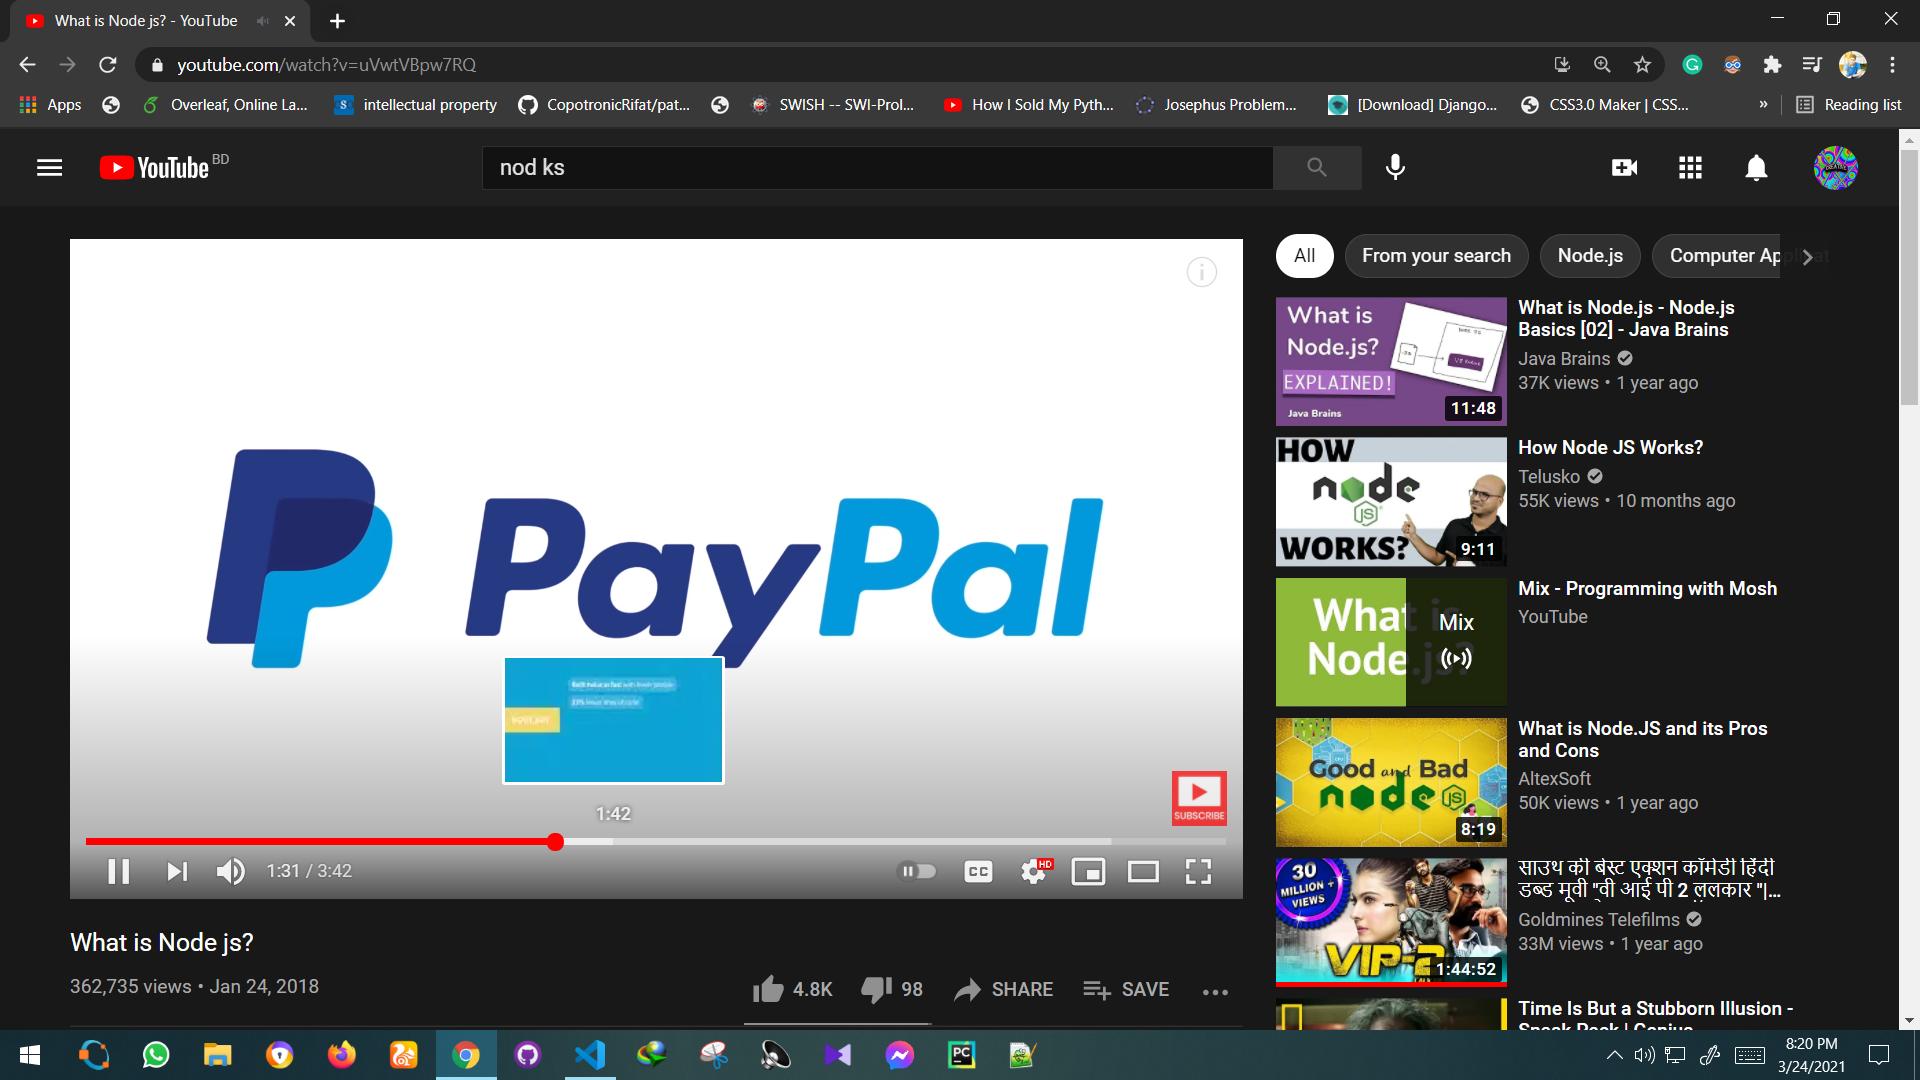 What is Node js? - YouTube
youtube.com/watch?v=uVwtVBpw7RQ
Apps
Overleaf, Online La...
intellectual property
CopotronicRifat/pat...
SWISH -- SWI-Prol...
How I Sold My Pyth...
Josephus Problem...
[Download] Django...
CSS3.0 Maker | CSS...
»
Reading list
YouTube BD
nod ks
PayPal
SUBSCRIBE
1:42
1:31 / 3:42
CC
HD
What is Node js?
362,735 views • Jan 24, 2018
4.8K
98
SHARE
SAVE
All
From your search
Node.js
Computer Ap
What is
Node.js?
EXPLAINED!
Java Brains
11:48
What is Node.js - Node.js
Basics [02] - Java Brains
Java Brains
37K views • 1 year ago
HOW
node
JS
WORKS?
9:11
How Node JS Works?
Telusko
55K views • 10 months ago
What is
Node.js?
Mix
Mix - Programming with Mosh
YouTube
Good and Bad
node JS
8:19
What is Node.JS and its Pros
and Cons
AltexSoft
50K views • 1 year ago
30
MILLION +
VIEWS
VIP-2
1:44:52
साउथ की बेस्ट एक्शन कॉमेडी हिंदी
डब्ड मूवी "वी आई पी 2 ललकार "|...
Goldmines Telefilms
33M views • 1 year ago
Time Is But a Stubborn Illusion -
Sneak Peek | Genius
PC
8:20 PM
3/24/2021